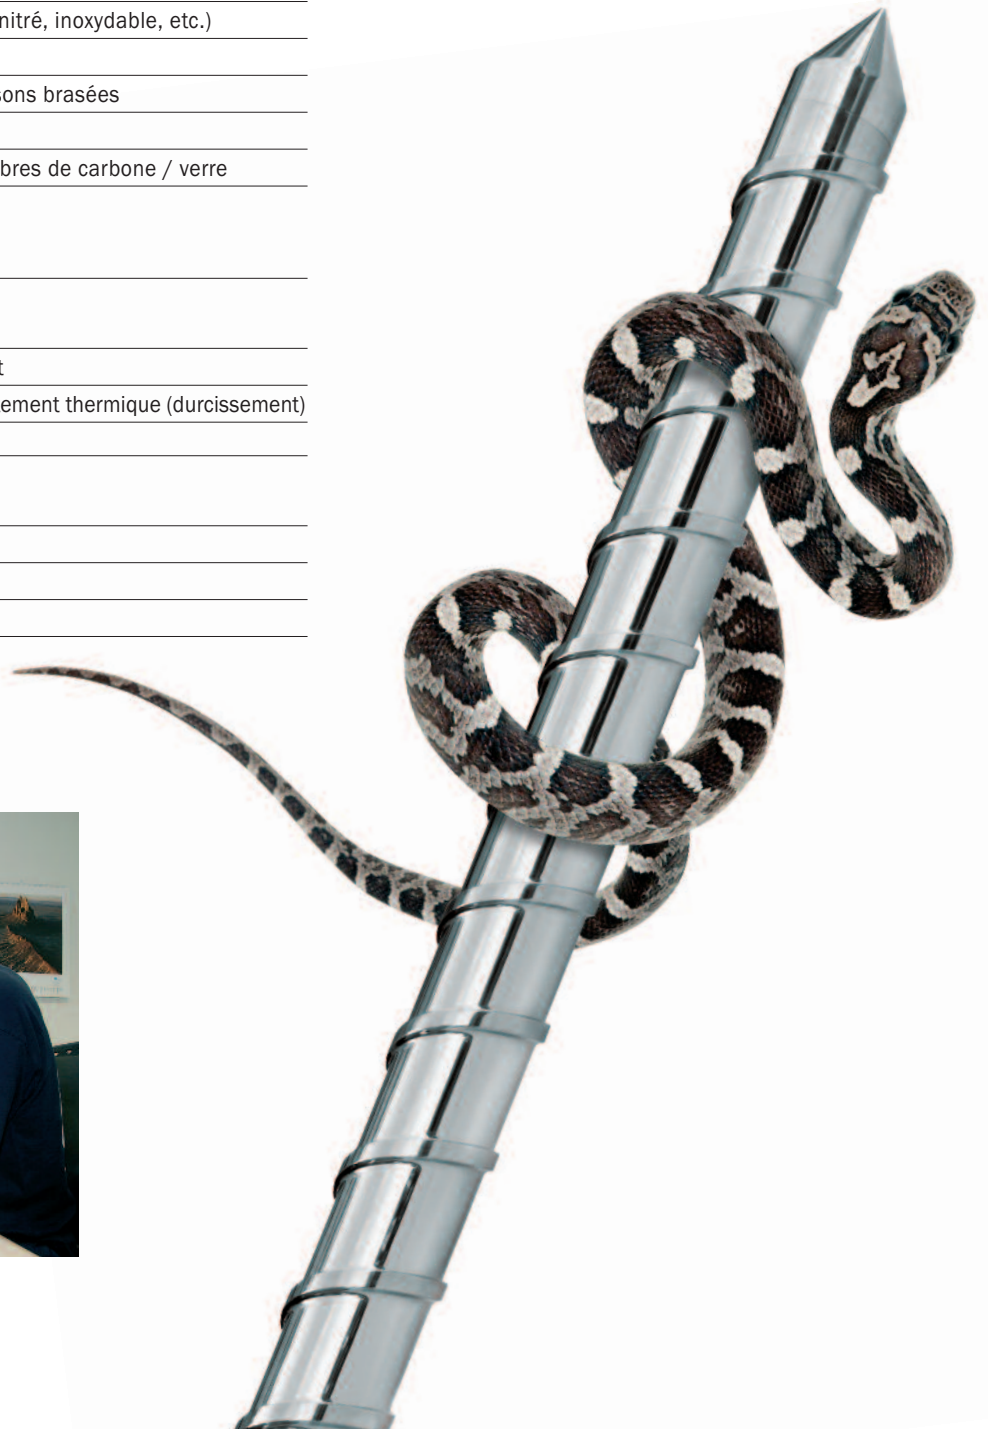 nitré, inoxydable, etc.)
sons brasées
bres de carbone / verre
t
ement thermique (durcissement)